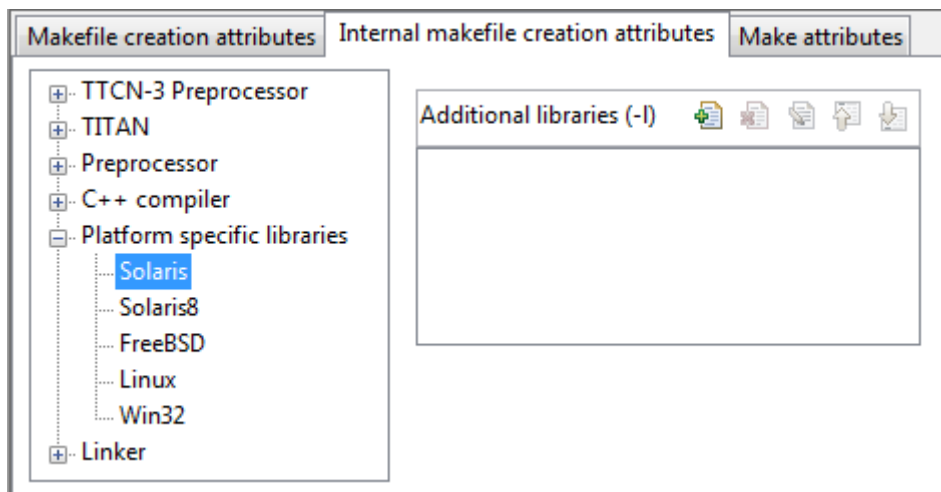 Makefile creation attributes
Internal makefile creation attributes
Make attributes
TTCN-3 Preprocessor
TITAN
Preprocessor
C++ compiler
Platform specific libraries
Solaris
Solaris8
FreeBSD
Linux
Win32
Linker
Additional libraries (-l)